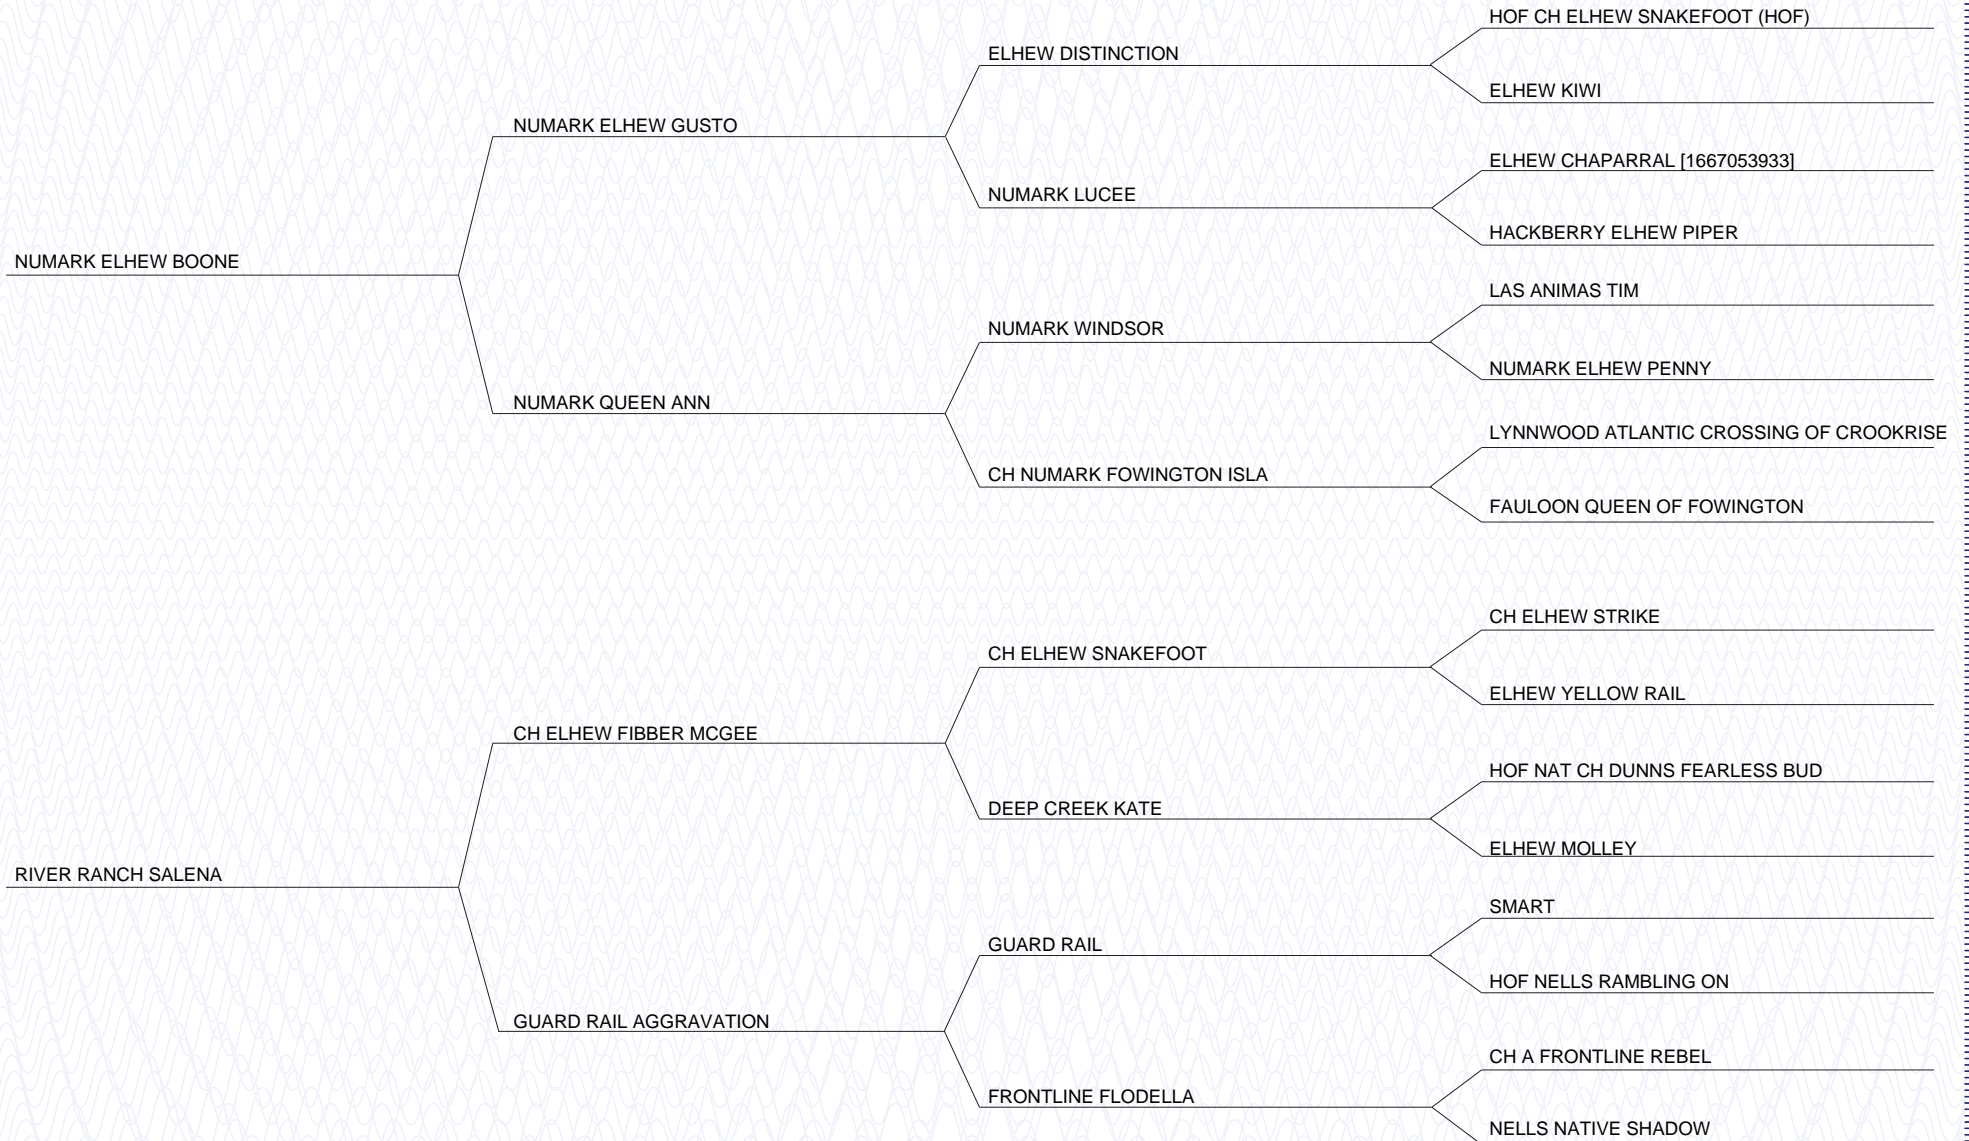 HOF CH ELHEW SNAKEFOOT (HOF)
ELHEW DISTINCTION
ELHEW KIWI
NUMARK ELHEW GUSTO
ELHEW CHAPARRAL [1667053933]
NUMARK LUCEE
HACKBERRY ELHEW PIPER
NUMARK ELHEW BOONE
LAS ANIMAS TIM
NUMARK WINDSOR
NUMARK ELHEW PENNY
NUMARK QUEEN ANN
LYNNWOOD ATLANTIC CROSSING OF CROOKRISE
CH NUMARK FOWINGTON ISLA
FAULOON QUEEN OF FOWINGTON
CH ELHEW STRIKE
CH ELHEW SNAKEFOOT
ELHEW YELLOW RAIL
CH ELHEW FIBBER MCGEE
HOF NAT CH DUNNS FEARLESS BUD
DEEP CREEK KATE
ELHEW MOLLEY
RIVER RANCH SALENA
SMART
GUARD RAIL
HOF NELLS RAMBLING ON
GUARD RAIL AGGRAVATION
CH A FRONTLINE REBEL
FRONTLINE FLODELLA
NELLS NATIVE SHADOW